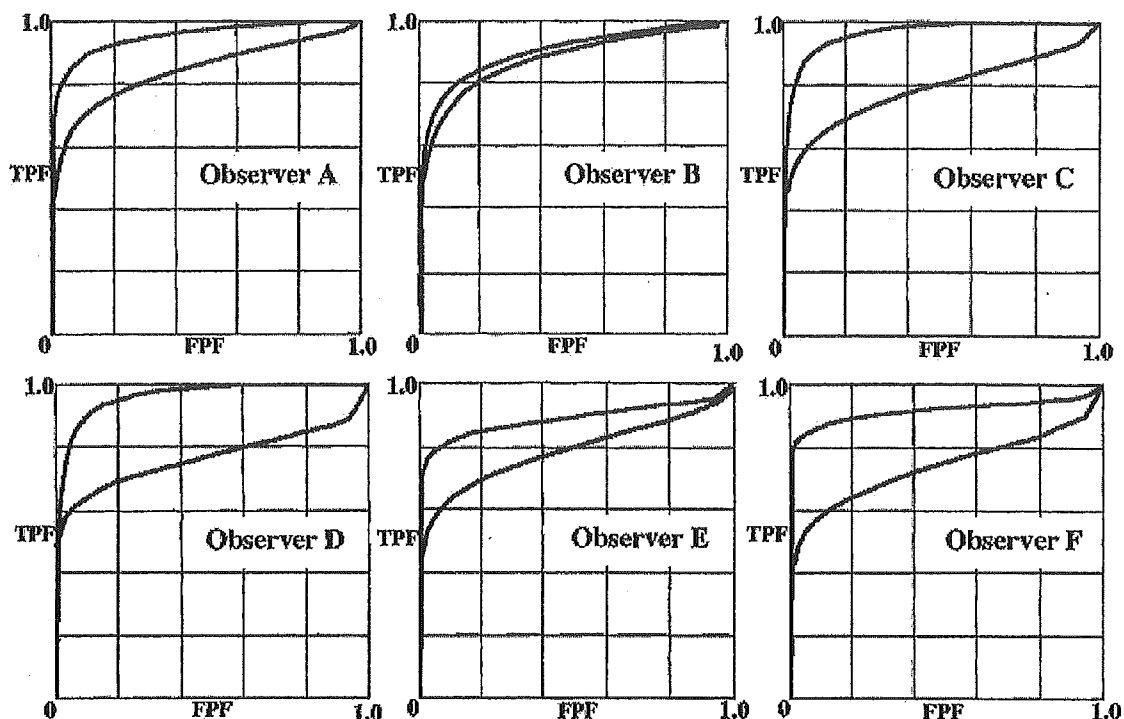 1.0 1.0 1.0
TPF Observer A TPF Observer B TPF Observer C
0 FPF 1.0 0 FPF 1.0 0 FPF 1.0
1.0 1.0 1.0
TPF Observer D TPF Observer E TPF Observer F
0 FPF 1.0 0 FPF 1.0 0 FPF 1.0